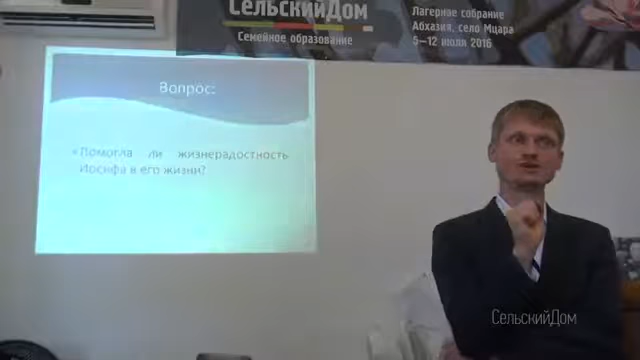 СельскийДом
Семейное образование
Лагерное собрание
Абхазия, село Мцара
5–12 июля 2016
Вопрос:
Помогла ли жизнерадостность
Иосифа в его жизни?
СельскийДом